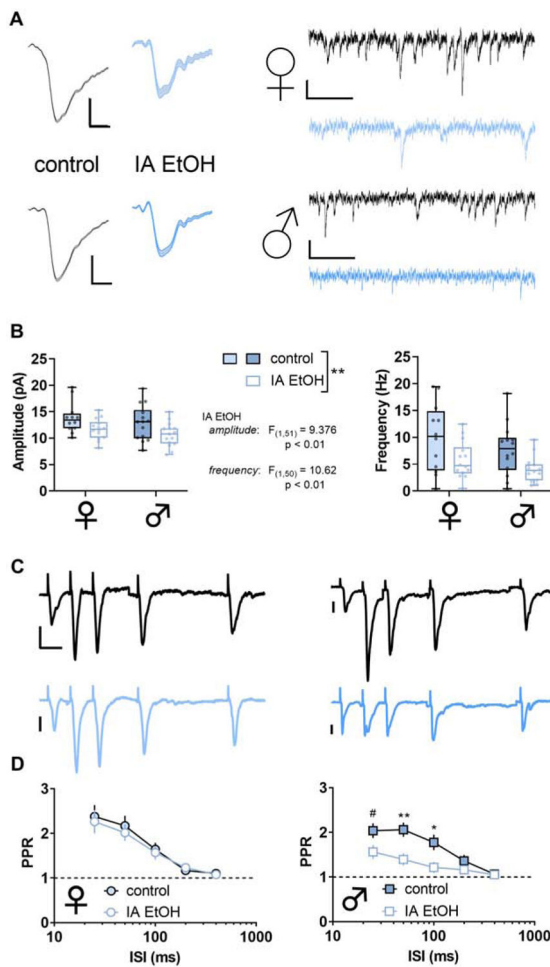 A
♀
control
IA EtOH
♂
B
Amplitude (pA)
25
20
15
10
5
0
♀
♂
control
IA EtOH
**
IA EtOH
amplitude: F(1,51) = 9.376
p < 0.01
frequency: F(1,50) = 10.62
p < 0.01
Frequency (Hz)
25
20
15
10
5
0
♀
♂
C
D
PPR
3
2
1
♀
control
IA EtOH
10
100
1000
ISI (ms)
PPR
3
2
1
#
**
*
♂
control
IA EtOH
10
100
1000
ISI (ms)